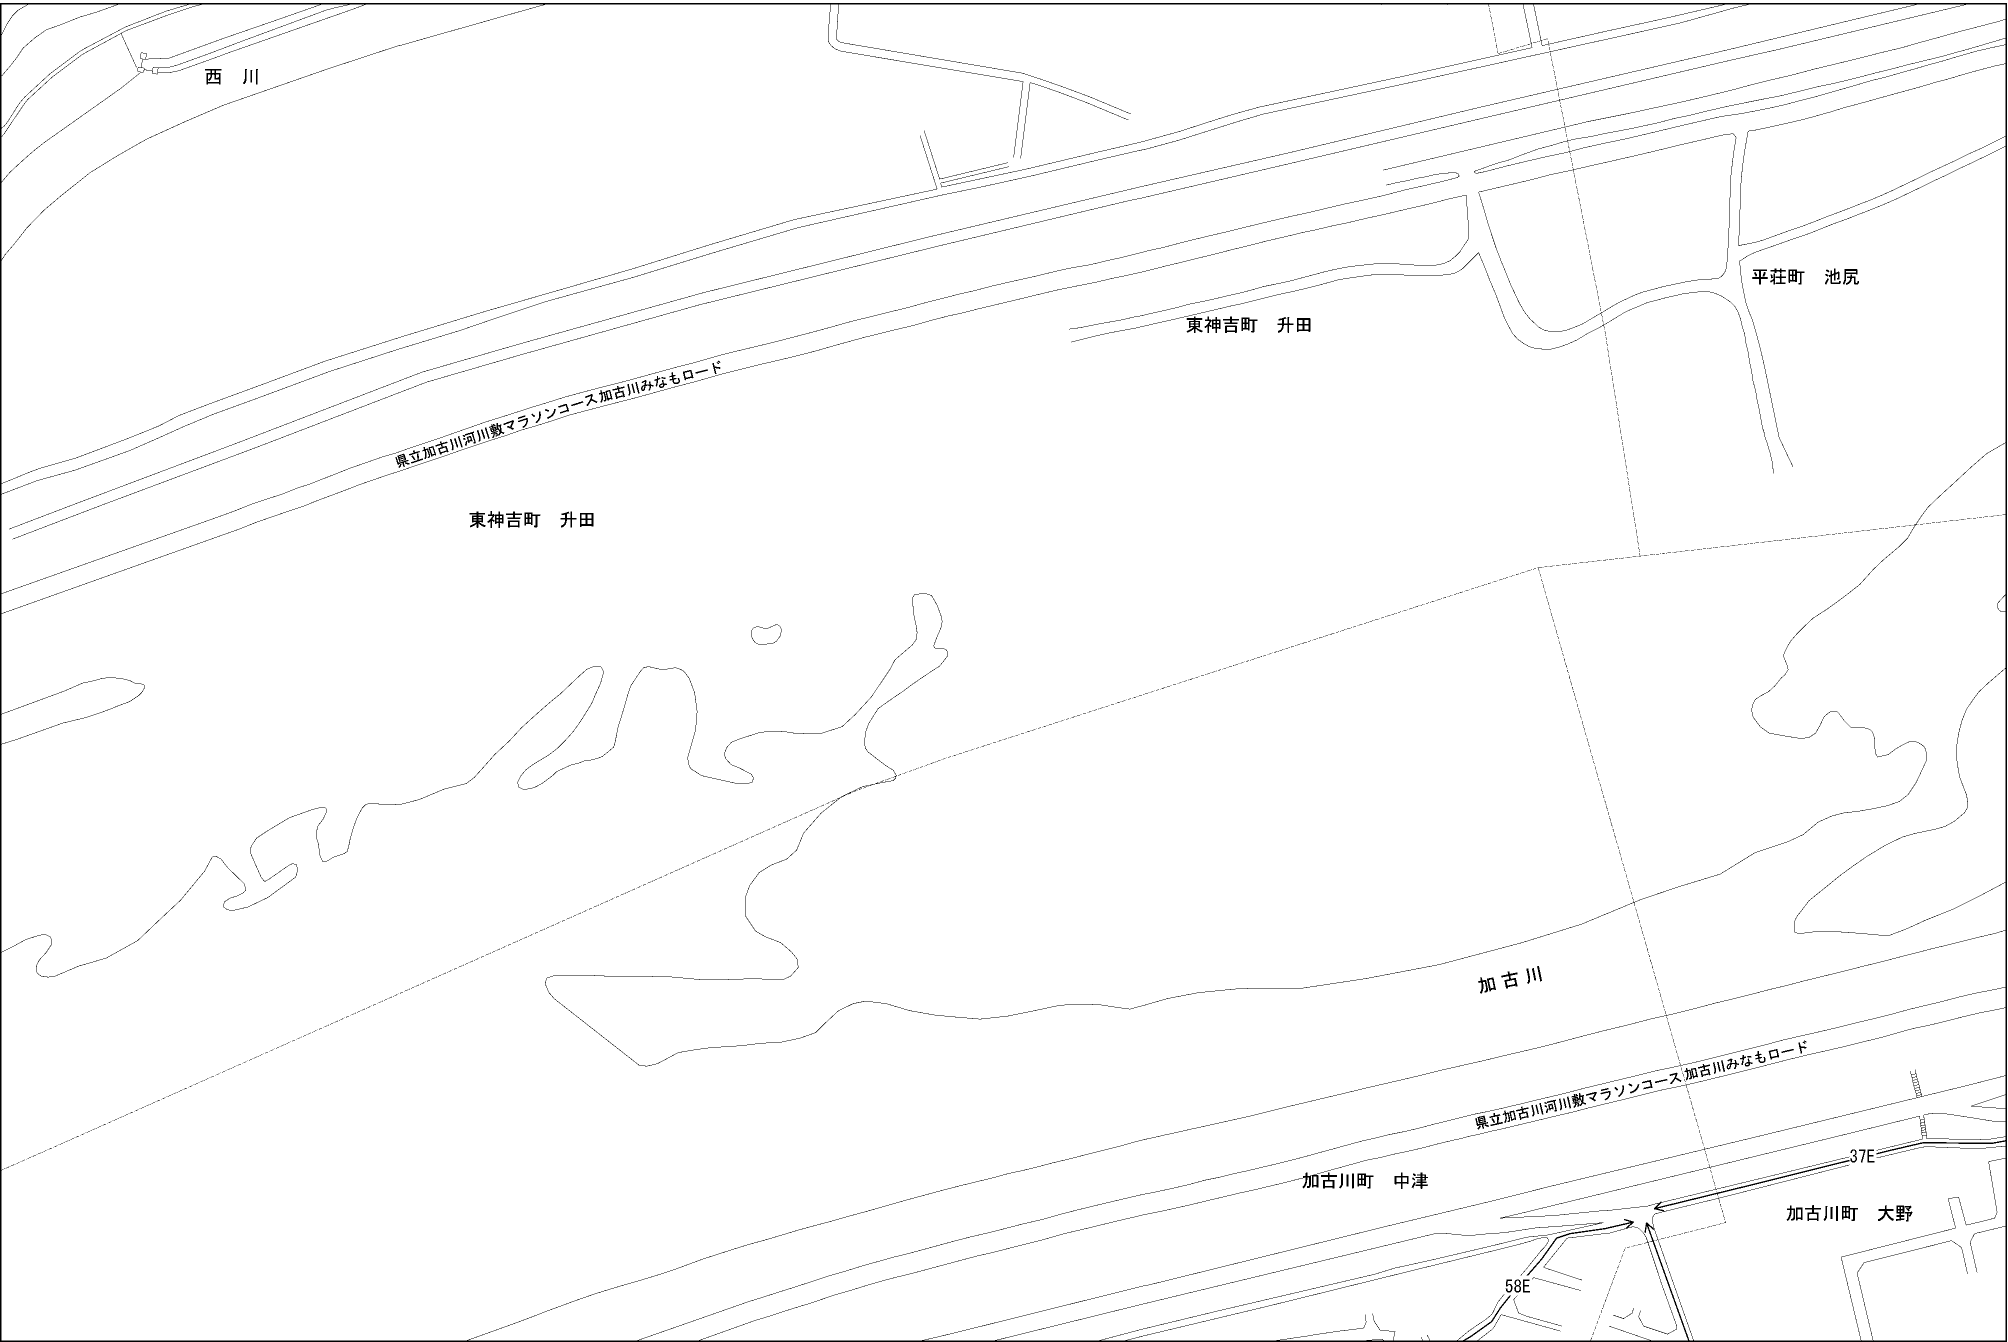 西　川
平荘町　池尻
東神吉町　升田
県立加古川河川敷マラソンコース加古川みなもロード
東神吉町　升田
加古川
県立加古川河川敷マラソンコース加古川みなもロード
37E
加古川町　中津
加古川町　大野
58E